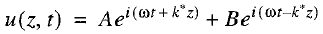 u(z, t) = Ae^{i(ωt + k^*z)} + Be^{i(ωt–k^*z)}